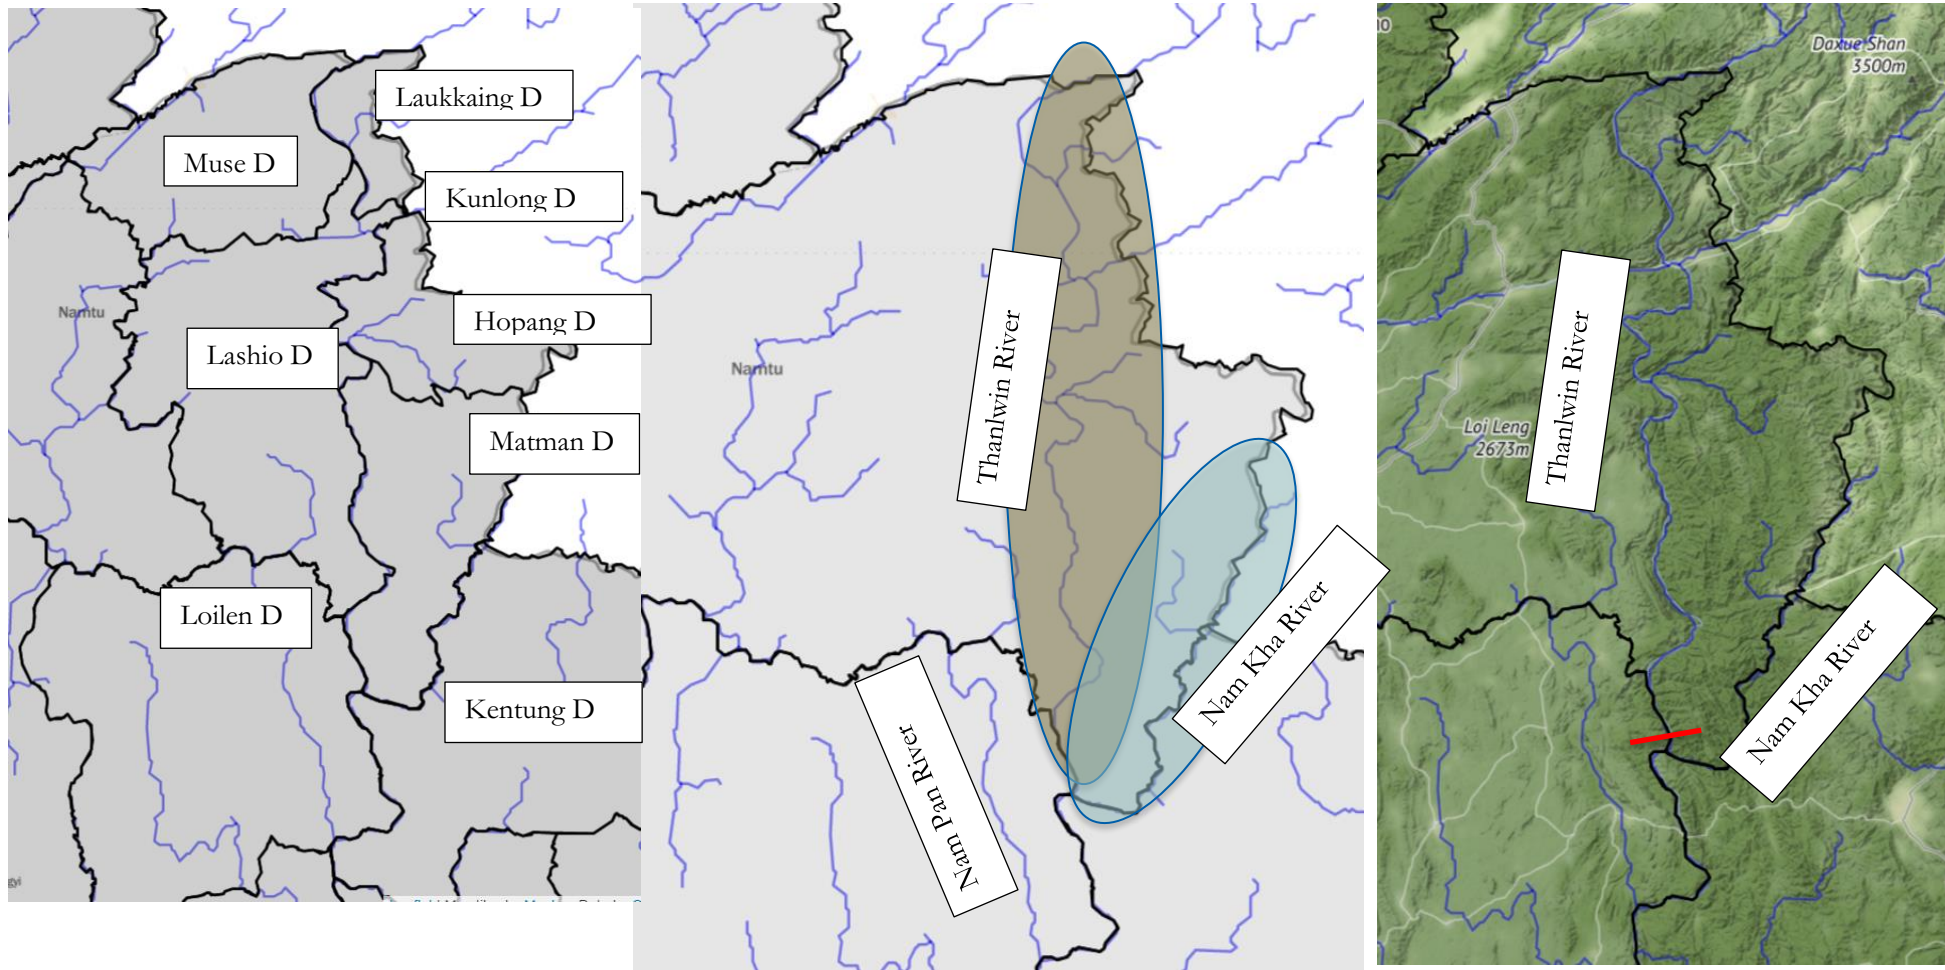 Laukkaing D
Muse D
Kunlong D
Namtu
Hopang D
Lashio D
Matman D
Loilen D
Kentung D
Namtu
Thanlwin River
Nam Kha River
Nam Pan River
Daxue Shan
3500m
Thanlwin River
Loi Leng
2673m
Nam Kha River